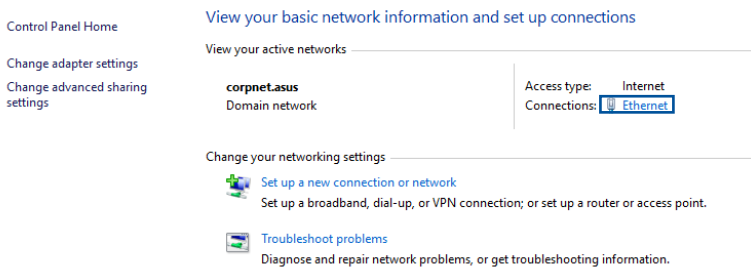 Control Panel Home
Change adapter settings
Change advanced sharing
settings
View your basic network information and set up connections
View your active networks
corpnet.asus
Domain network
Access type: Internet
Connections: Ethernet
Change your networking settings
Set up a new connection or network
Set up a broadband, dial-up, or VPN connection; or set up a router or access point.
Troubleshoot problems
Diagnose and repair network problems, or get troubleshooting information.